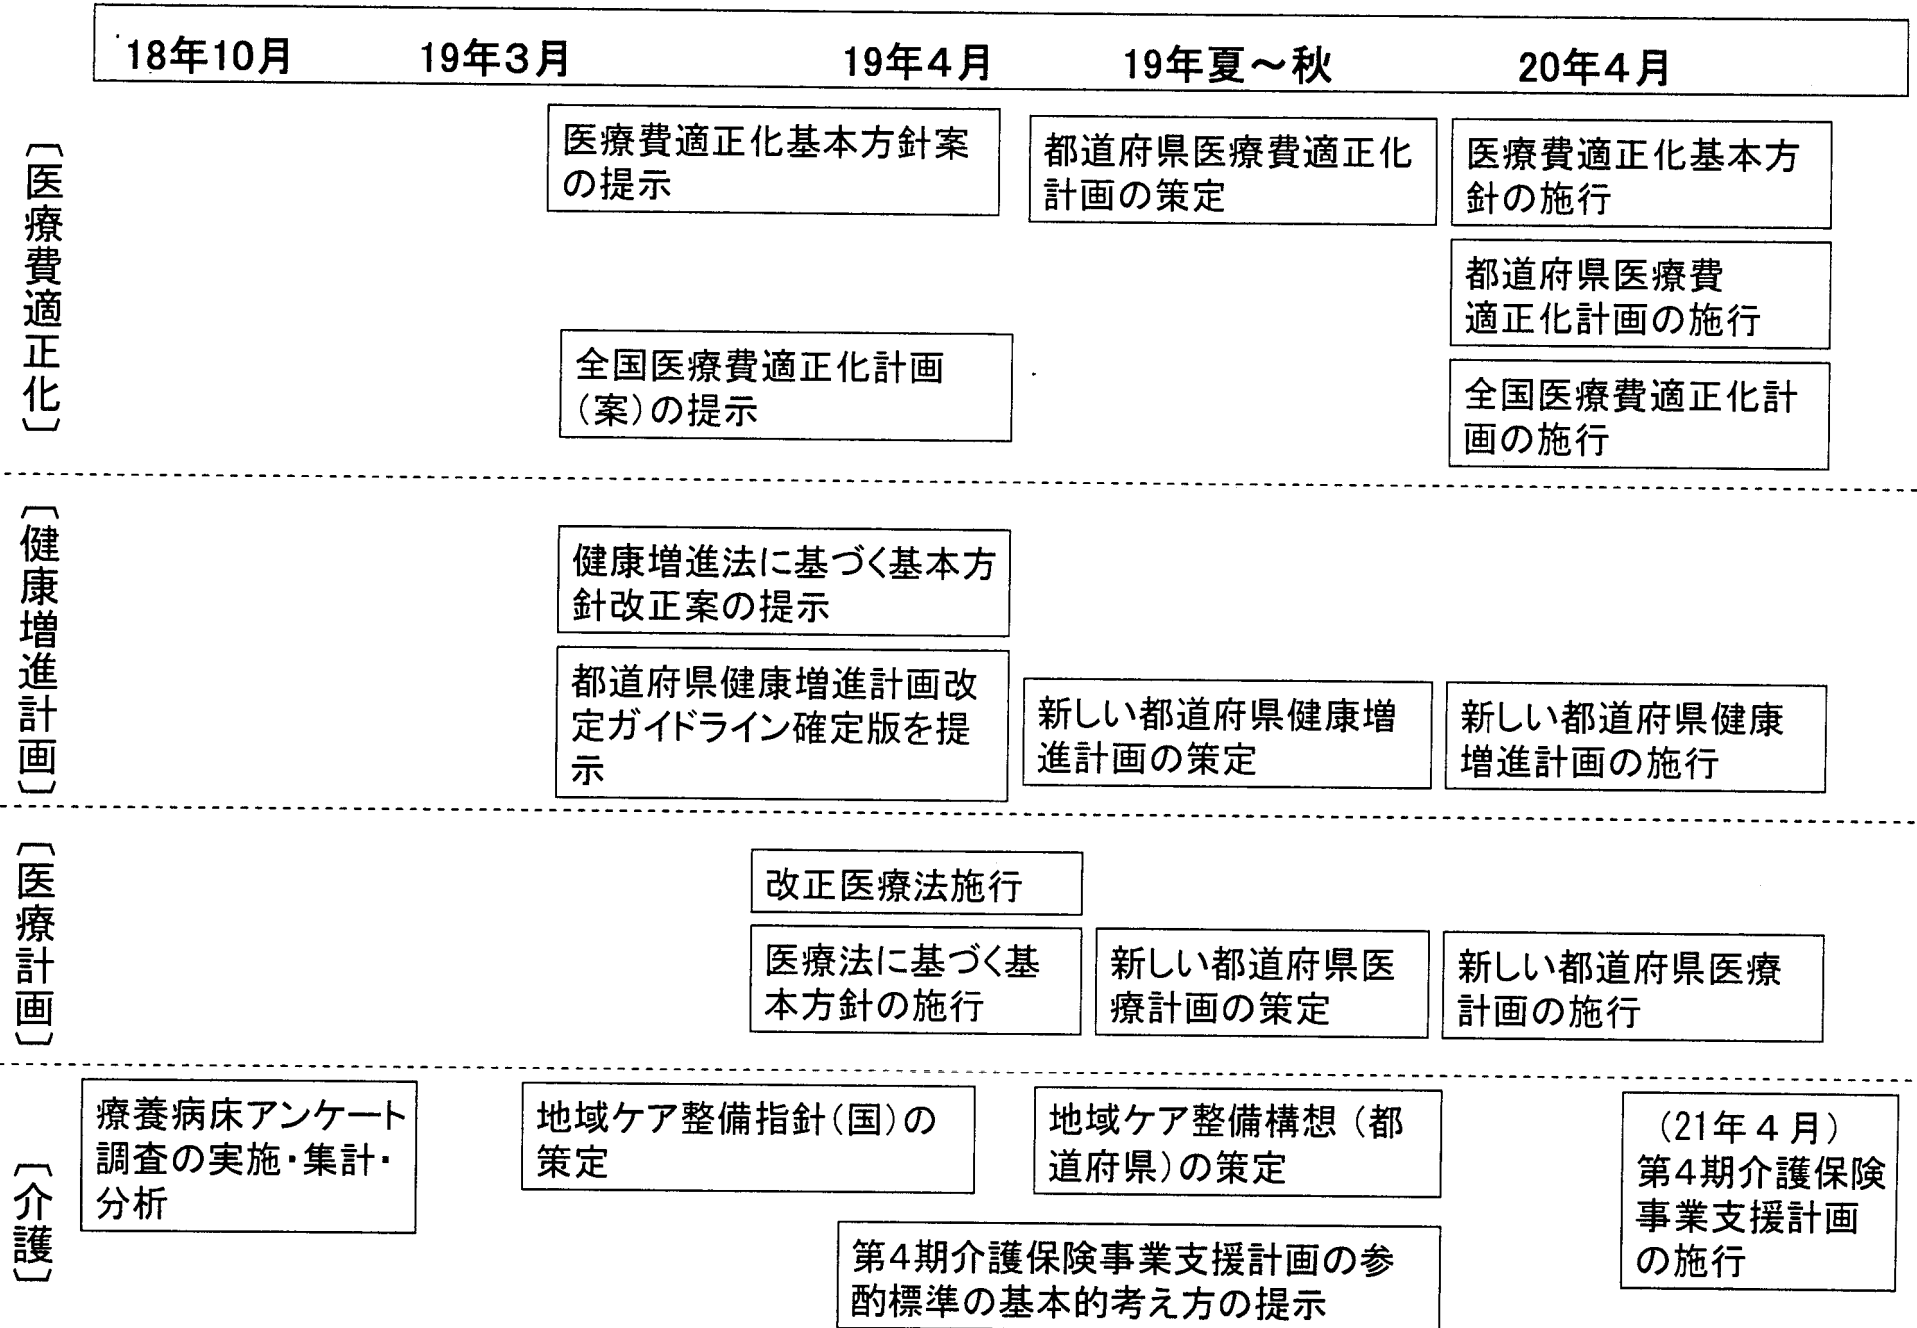 18年10月 19年3月 19年4月 19年夏～秋 20年4月
〔医療費適正化〕
医療費適正化基本方針案
の提示
都道府県医療費適正化
計画の策定
医療費適正化基本方
針の施行
都道府県医療費
適正化計画の施行
全国医療費適正化計画
（案）の提示
全国医療費適正化計
画の施行
〔健康増進計画〕
健康増進法に基づく基本方
針改正案の提示
都道府県健康増進計画改
定ガイドライン確定版を提
示
新しい都道府県健康増
進計画の策定
新しい都道府県健康
増進計画の施行
〔医療計画〕
改正医療法施行
医療法に基づく基
本方針の施行
新しい都道府県医
療計画の策定
新しい都道府県医療
計画の施行
〔介護〕
療養病床アンケート
調査の実施・集計・
分析
地域ケア整備指針（国）の
策定
地域ケア整備構想（都
道府県）の策定
第4期介護保険事業支援計画の参
酌標準の基本的考え方の提示
（21年４月）
第4期介護保険
事業支援計画
の施行